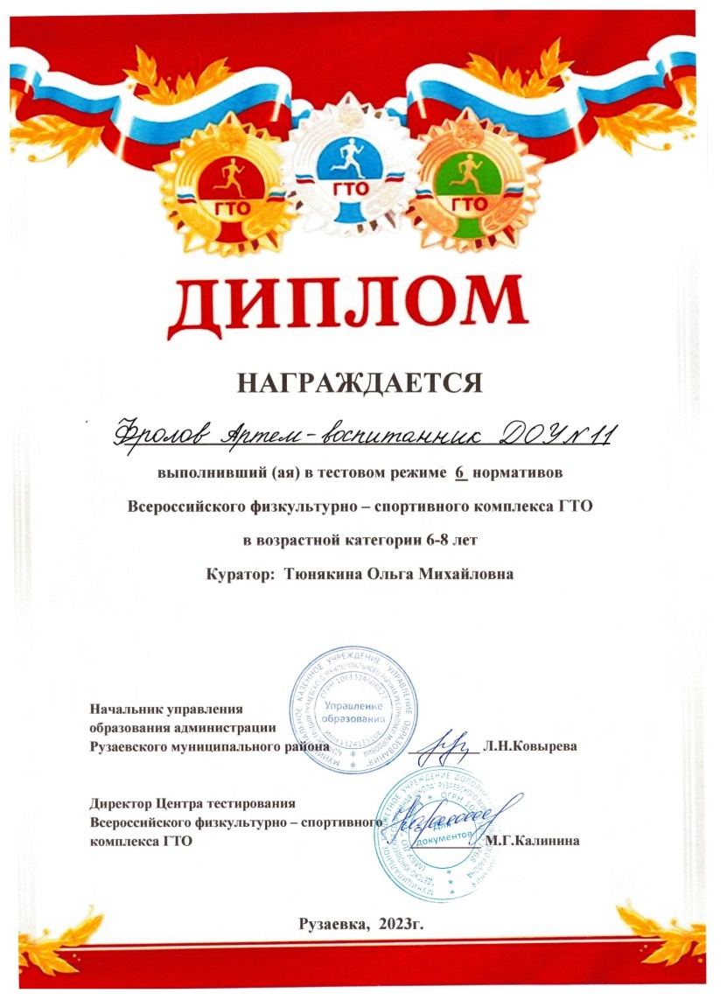 ГТО
ГТО
ГТО
ДИПЛОМ
НАГРАЖДАЕТСЯ
Фролов Артем - воспитанник ДОУ № 11
выполнивший (ая) в тестовом режиме 6 нормативов
Всероссийского физкультурно – спортивного комплекса ГТО
в возрастной категории 6-8 лет
Куратор: Тюнякина Ольга Михайловна
Управление
образования
Начальник управления
образования администрации
Рузаевского муниципального района Л.Н.Ковырева
Директор Центра тестирования
Всероссийского физкультурно – спортивного
комплекса ГТО М.Г.Калинина
Для
документов
Рузаевка, 2023г.